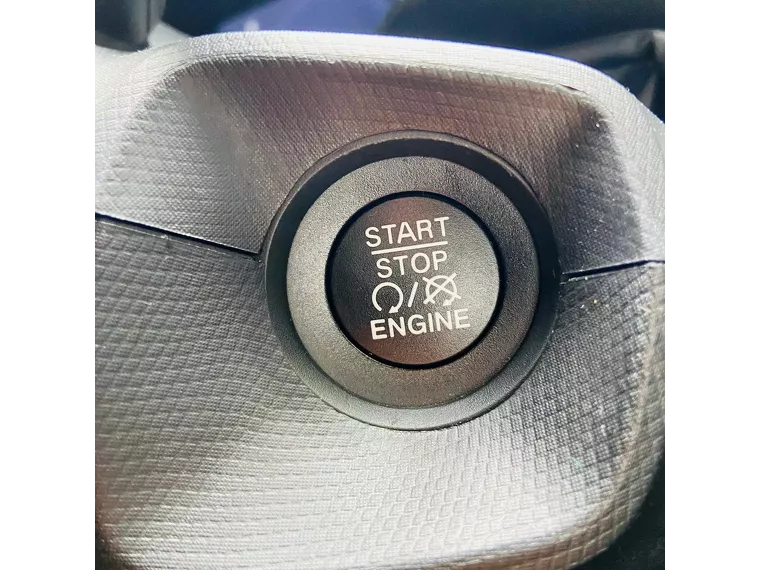 START
STOP
/
ENGINE